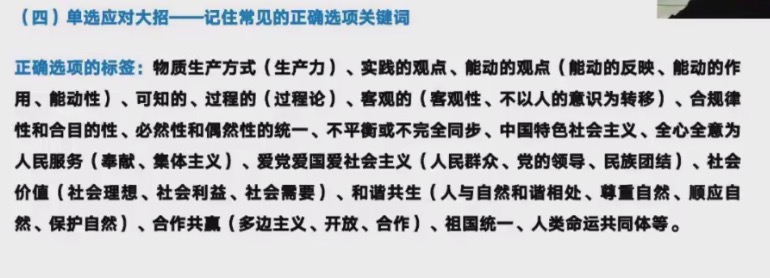 （四）单选应对大招——记住常见的正确选项关键词
正确选项的标签：物质生产方式（生产力）、实践的观点、能动的观点（能动的反映、能动的作
用、能动性）、可知的、过程的（过程论）、客观的（客观性、不以人的意识为转移）、合规律
性和合目的性、必然性和偶然性的统一、不平衡或不完全同步、中国特色社会主义、全心全意为
人民服务（奉献、集体主义）、爱党爱国爱社会主义（人民群众、党的领导、民族团结）、社会
价值（社会理想、社会利益、社会需要）、和谐共生（人与自然和谐相处、尊重自然、顺应自
然、保护自然）、合作共赢（多边主义、开放、合作）、祖国统一、人类命运共同体等。